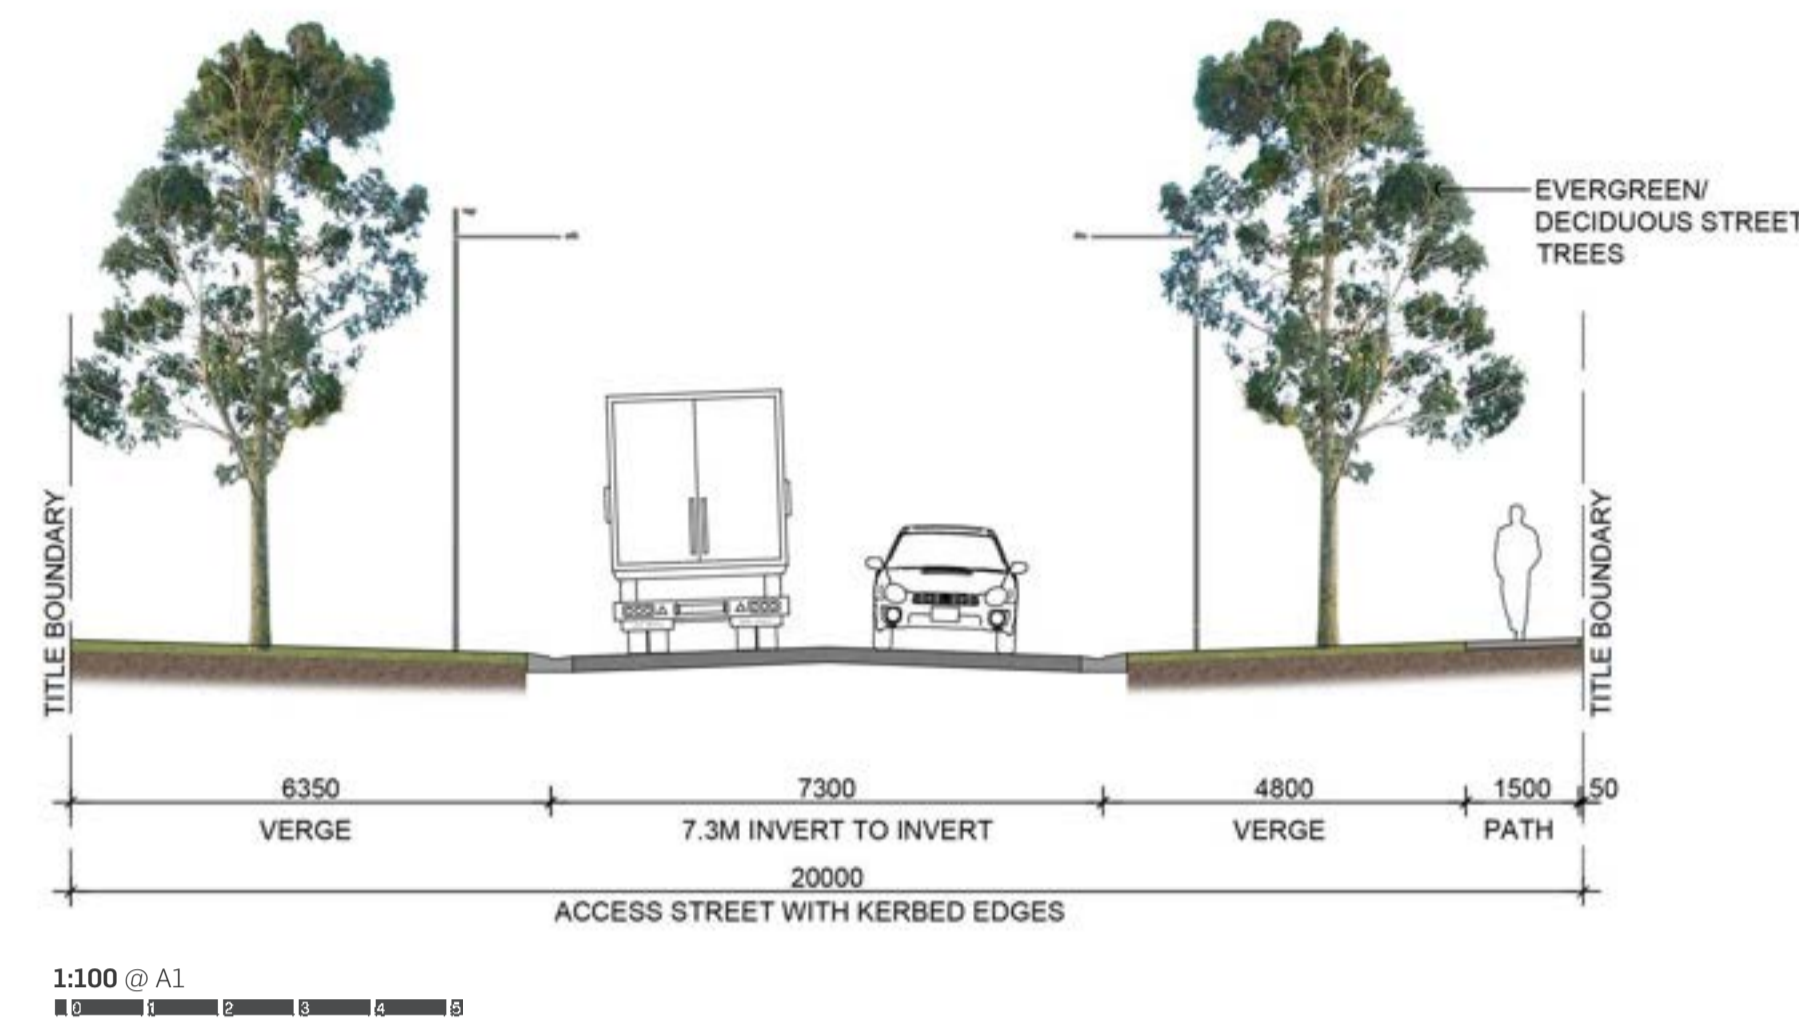 EVERGREEN/
DECIDUOUS STREET
TREES
TITLE BOUNDARY
TITLE BOUNDARY
6350
7300
4800
1500
50
VERGE
7.3M INVERT TO INVERT
VERGE
PATH
20000
ACCESS STREET WITH KERBED EDGES
1:100 @ A1
0 1 2 3 4 5